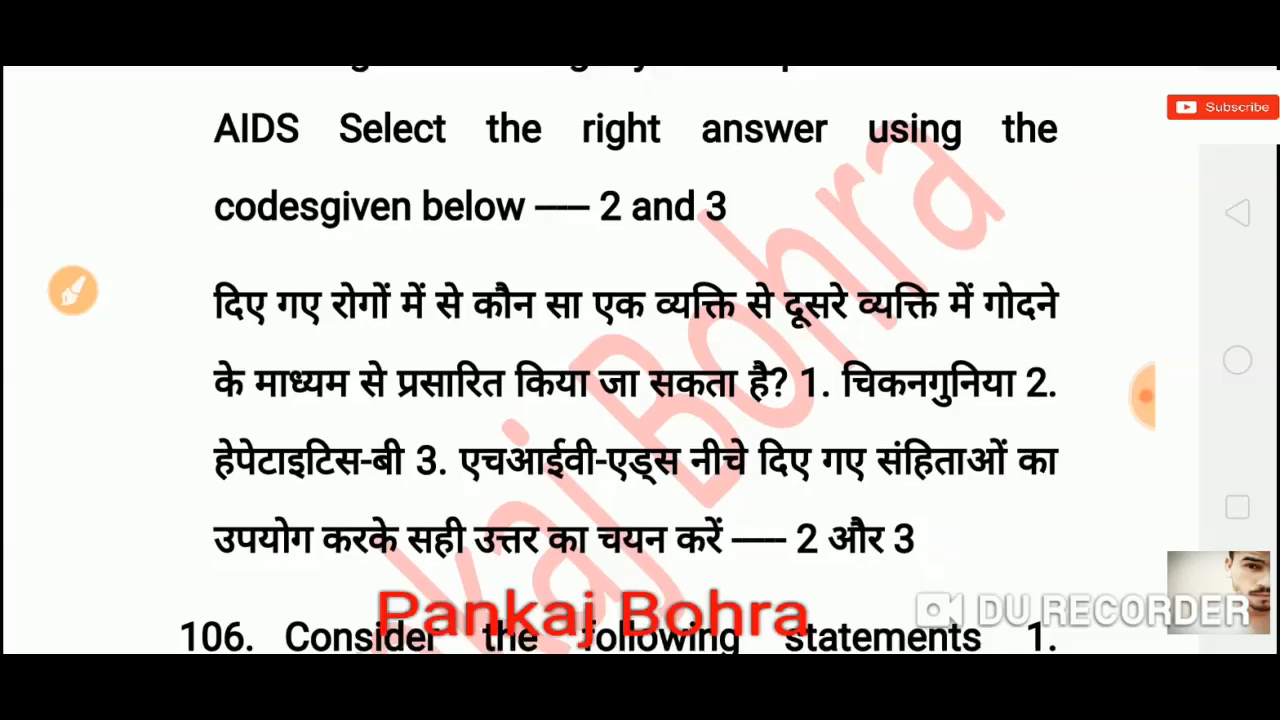 AIDS Select the right answer using the
codesgiven below —– 2 and 3
दिए गए रोगों में से कौन सा एक व्यक्ति से दूसरे व्यक्ति में गोदने
के माध्यम से प्रसारित किया जा सकता है? 1. चिकनगुनिया 2.
हेपेटाइटिस-बी 3. एचआईवी-एड्स नीचे दिए गए संहिताओं का
उपयोग करके सही उत्तर का चयन करें —– 2 और 3
106. Consider the following statements 1.
Pankaj Bohra
kaj Bohra
Subscribe
DU RECORDER